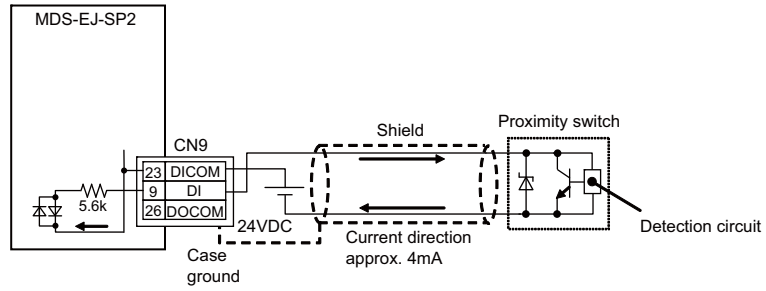 MDS-EJ-SP2
Proximity switch
Shield
CN9
23 DICOM
9 DI
26 DOCOM
5.6k
24VDC
Case
ground
Current direction
approx. 4mA
Detection circuit